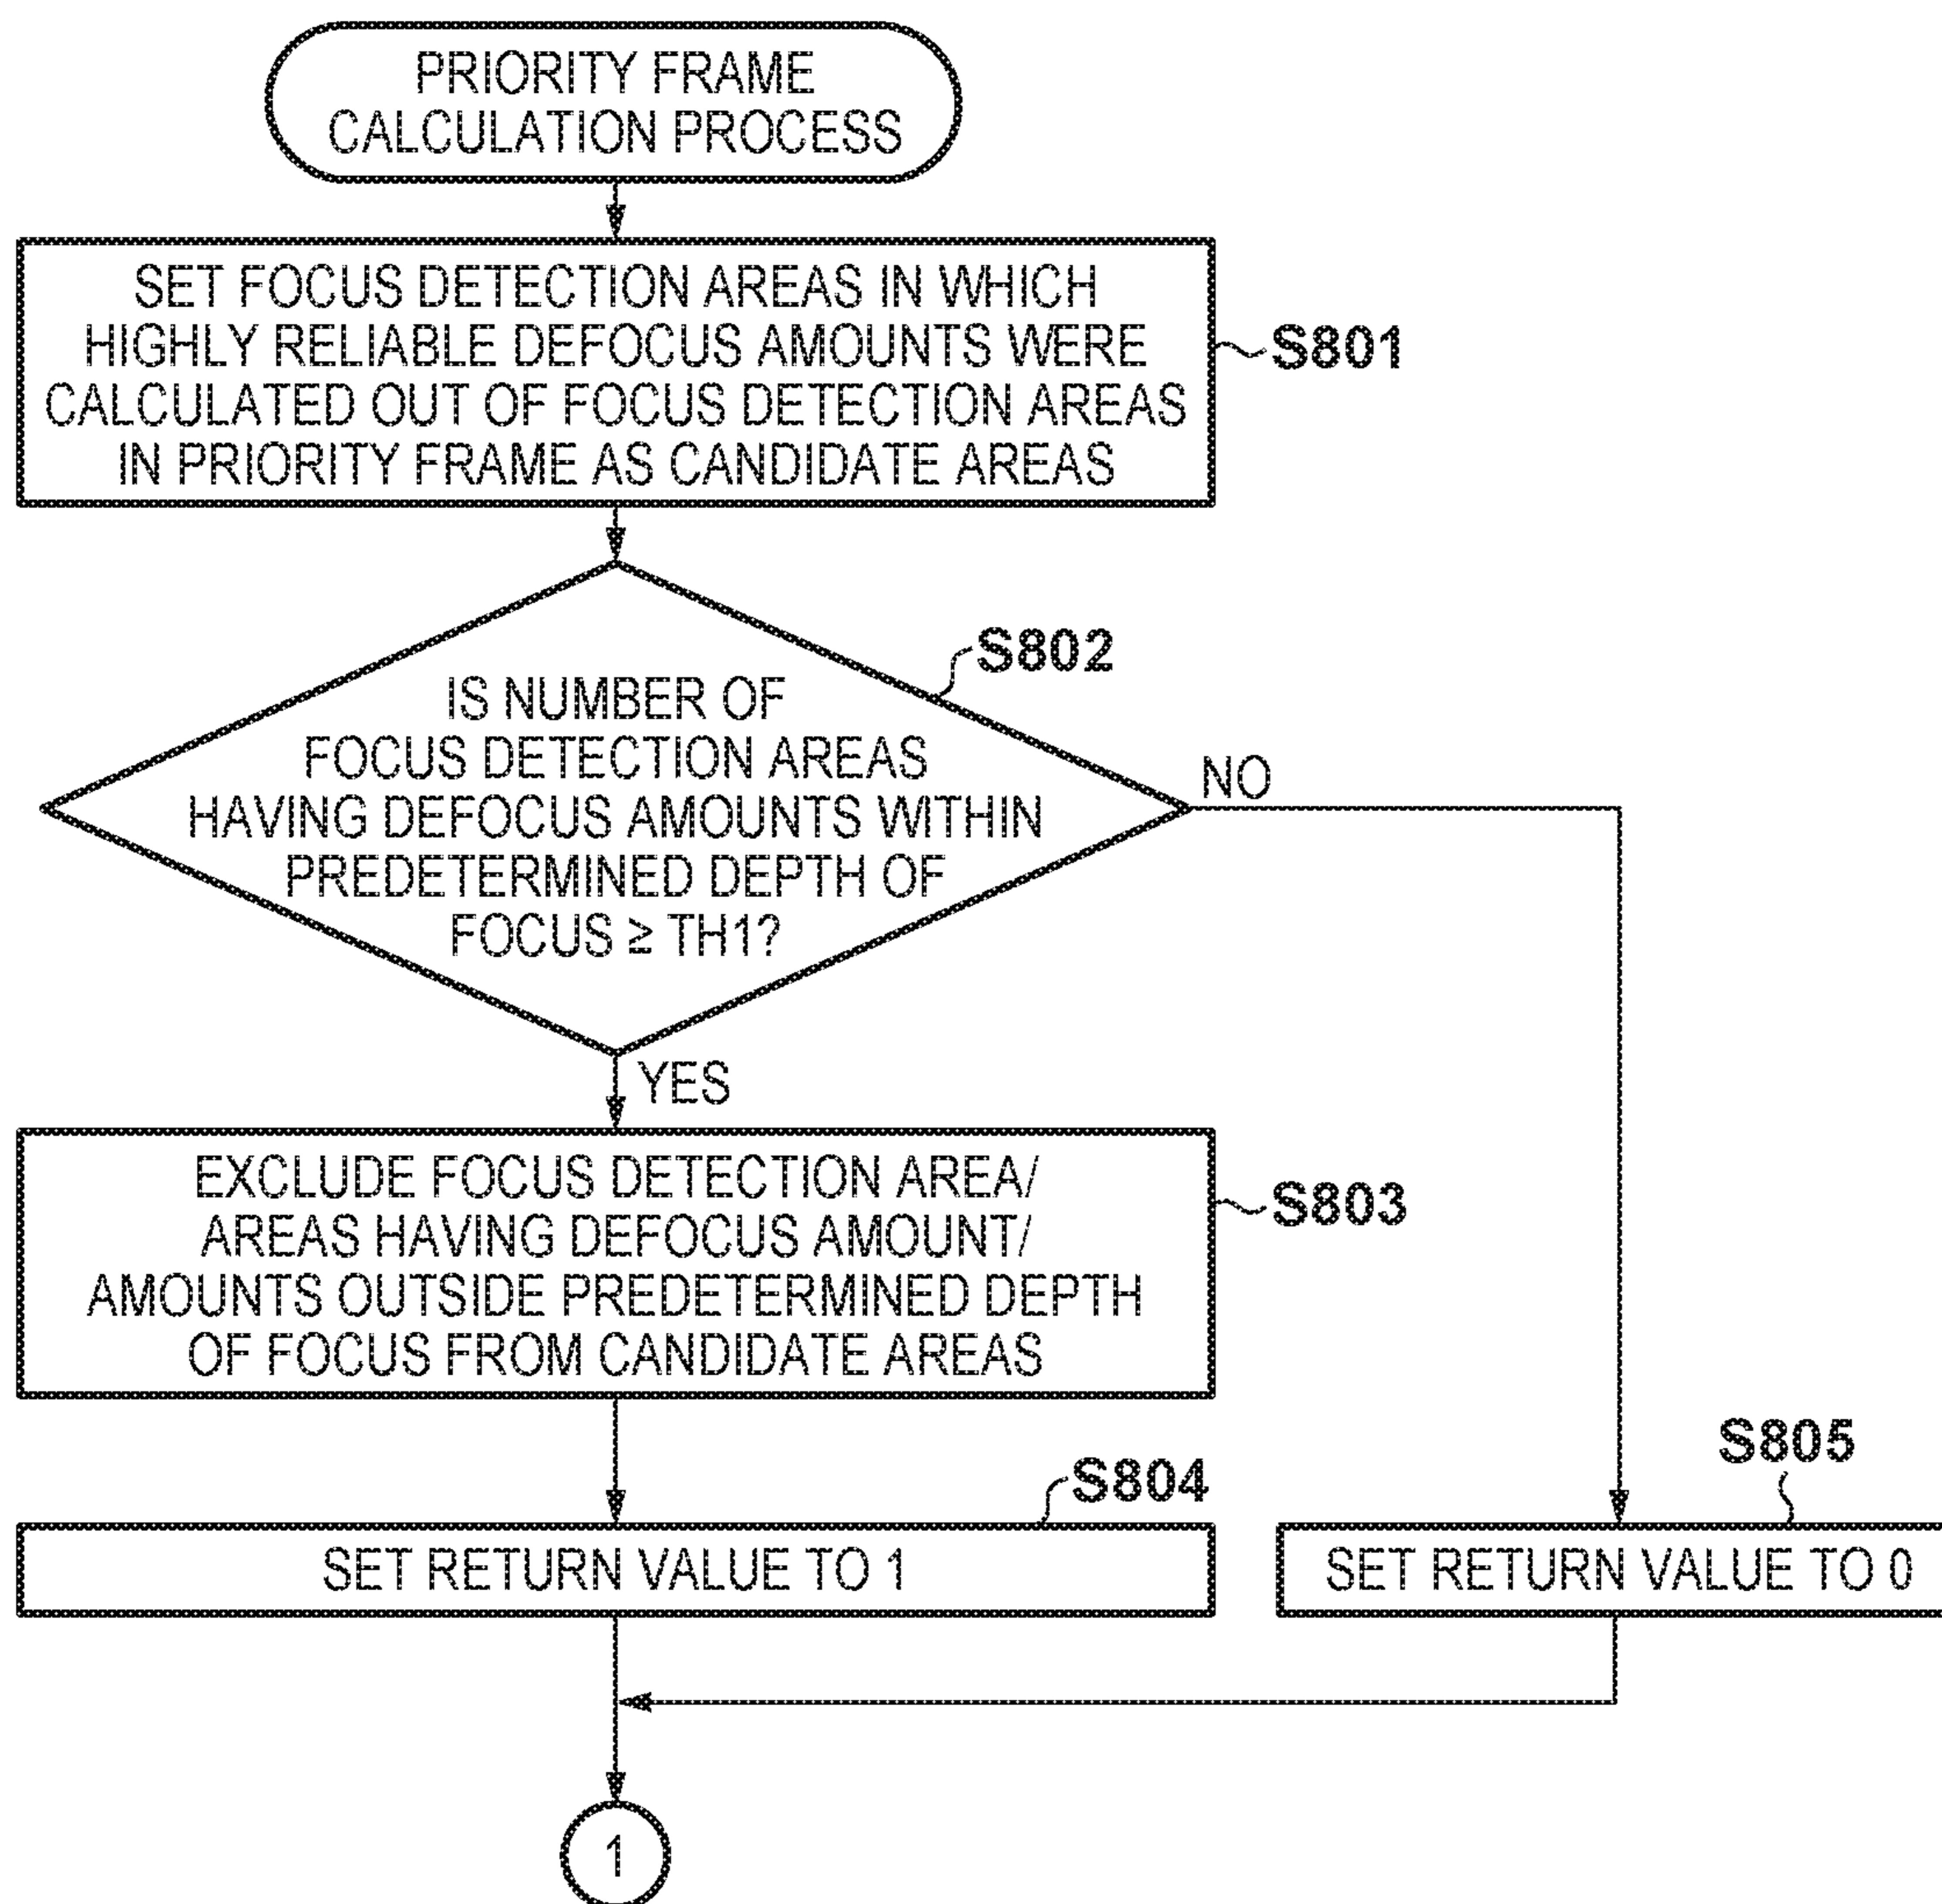 PRIORITY FRAME
CALCULATION PROCESS
SET FOCUS DETECTION AREAS IN WHICH
HIGHLY RELIABLE DEFOCUS AMOUNTS WERE
CALCULATED OUT OF FOCUS DETECTION AREAS
IN PRIORITY FRAME AS CANDIDATE AREAS
S801
S802
IS NUMBER OF
FOCUS DETECTION AREAS
HAVING DEFOCUS AMOUNTS WITHIN
PREDETERMINED DEPTH OF
FOCUS ≥ TH1?
NO
YES
EXCLUDE FOCUS DETECTION AREA/
AREAS HAVING DEFOCUS AMOUNT/
AMOUNTS OUTSIDE PREDETERMINED DEPTH
OF FOCUS FROM CANDIDATE AREAS
S803
S804
SET RETURN VALUE TO 1
S805
SET RETURN VALUE TO 0
1